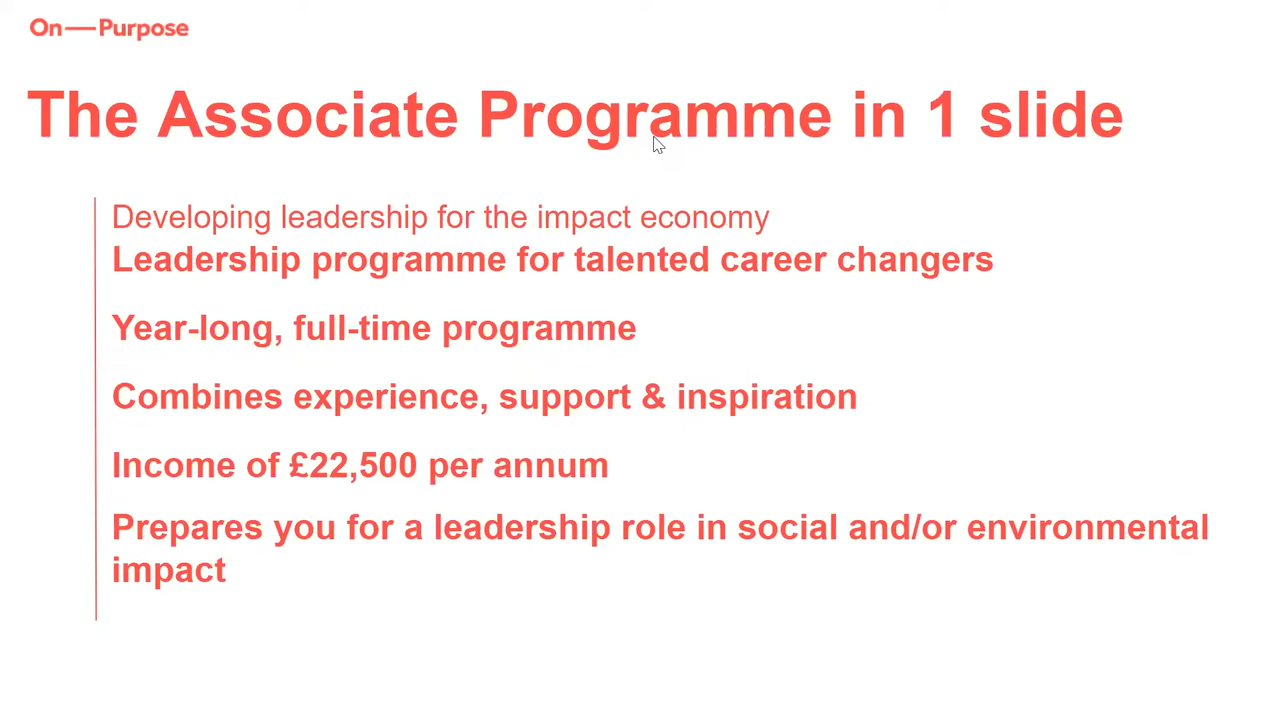 On—Purpose
The Associate Programme in 1 slide
Developing leadership for the impact economy
Leadership programme for talented career changers
Year-long, full-time programme
Combines experience, support & inspiration
Income of £22,500 per annum
Prepares you for a leadership role in social and/or environmental
impact